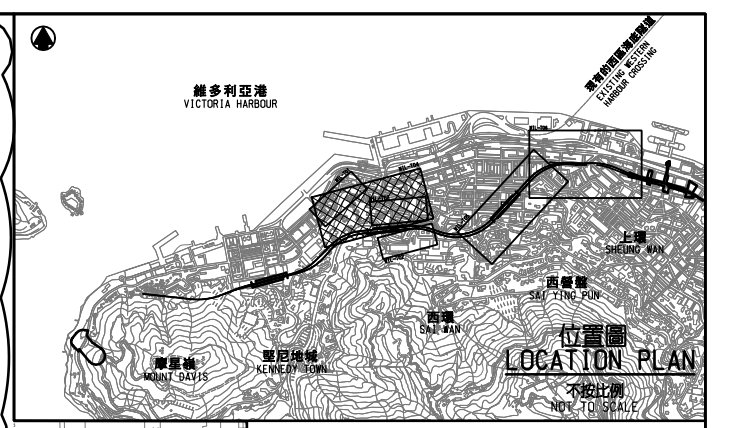 維多利亞港
VICTORIA HARBOUR
現有的西區海底隧道
EXISTING WESTERN
HARBOUR CROSSING
上環
SHEUNG WAN
西營盤
SAI YING PUN
西環
SAI WAN
堅尼地城
KENNEDY TOWN
摩星嶺
MOUNT DAVIS
位置圖
LOCATION PLAN
不按比例
NOT TO SCALE